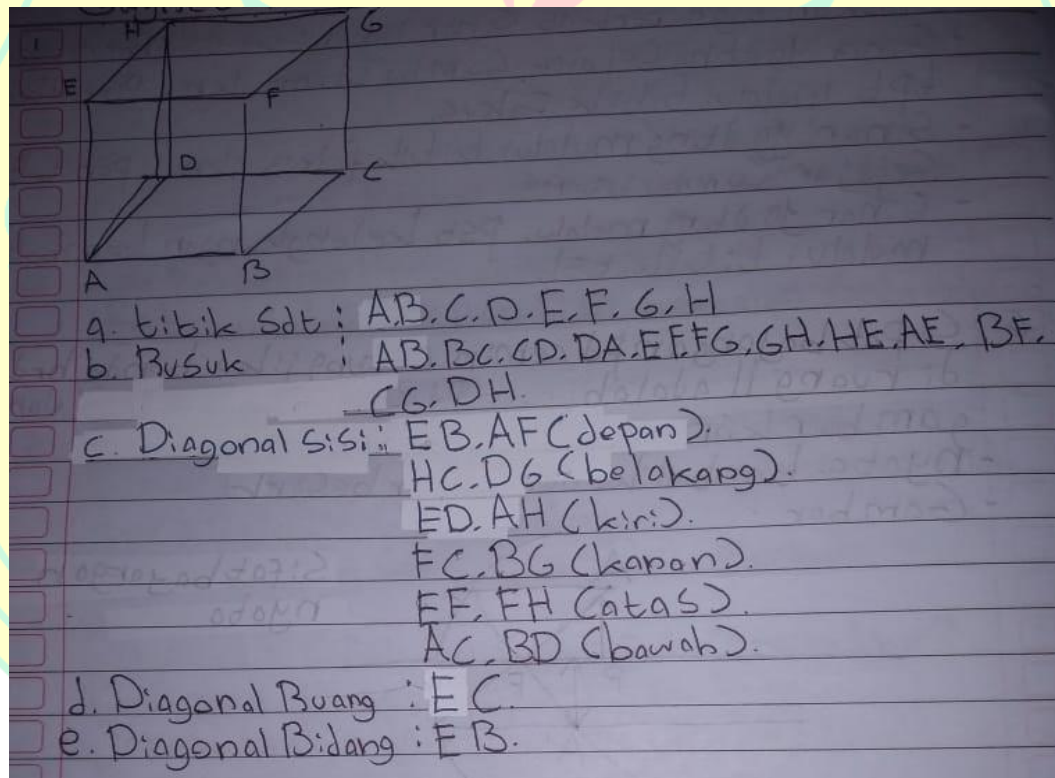 H G
1
E F
D C
A B
a. titik Sdt : A.B.C.D.E.F.G.H
b. Rusuk : AB.BC.CD.DA.EF.FG.GH.HE.AE. BF.
CG.DH.
c. Diagonal Sisi : EB.AF (depan).
HC.DG (belakang).
ED.AH (kiri).
FC.BG (kanan).
EF. FH (atas).
AC.BD (bawah).
d. Diagonal Ruang : EC.
e. Diagonal Bidang : EB.